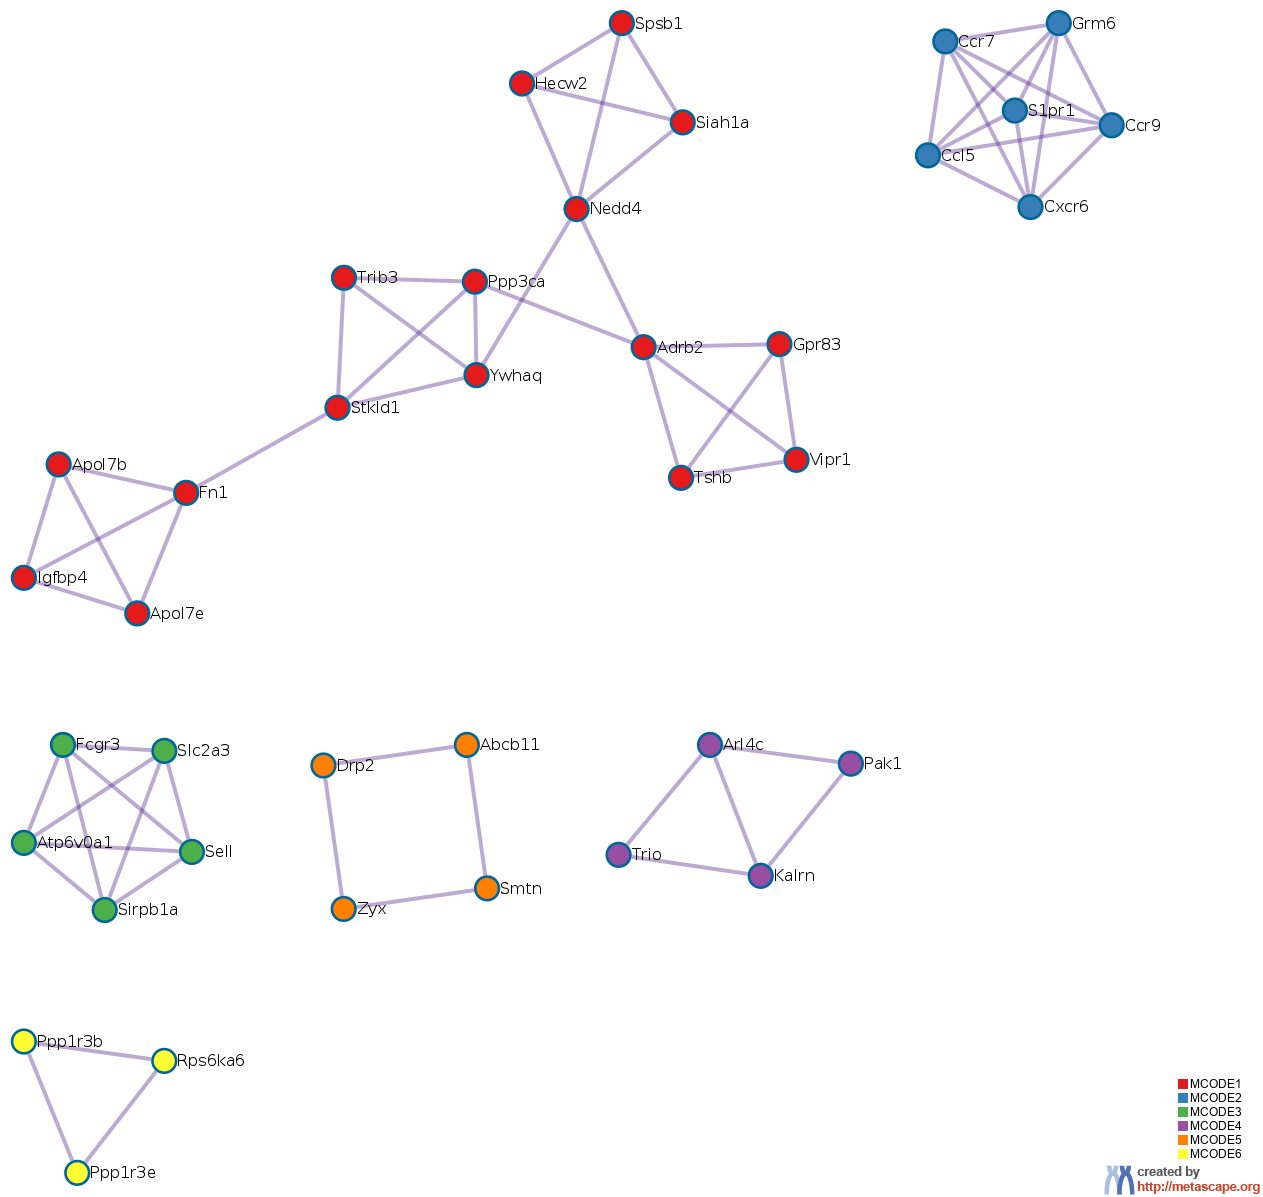 Spsb1
Grm6
Ccr7
Hecw2
S1pr1
Siah1a
Ccr9
Ccl5
Nedd4
Cxcr6
Trib3
Ppp3ca
Adrb2
Gpr83
Ywhaq
Stkld1
Vipr1
Apol7b
Tshb
Fn1
Igfbp4
Apol7e
Fcgr3
Slc2a3
Abcb11
Arl4c
Drp2
Pak1
Atp6v0a1
Sell
Trio
Kalrn
Smtn
Sirpb1a
Zyx
Ppp1r3b
Rps6ka6
Ppp1r3e
MCODE1
MCODE2
MCODE3
MCODE4
MCODE5
MCODE6
created by
http://metascape.org